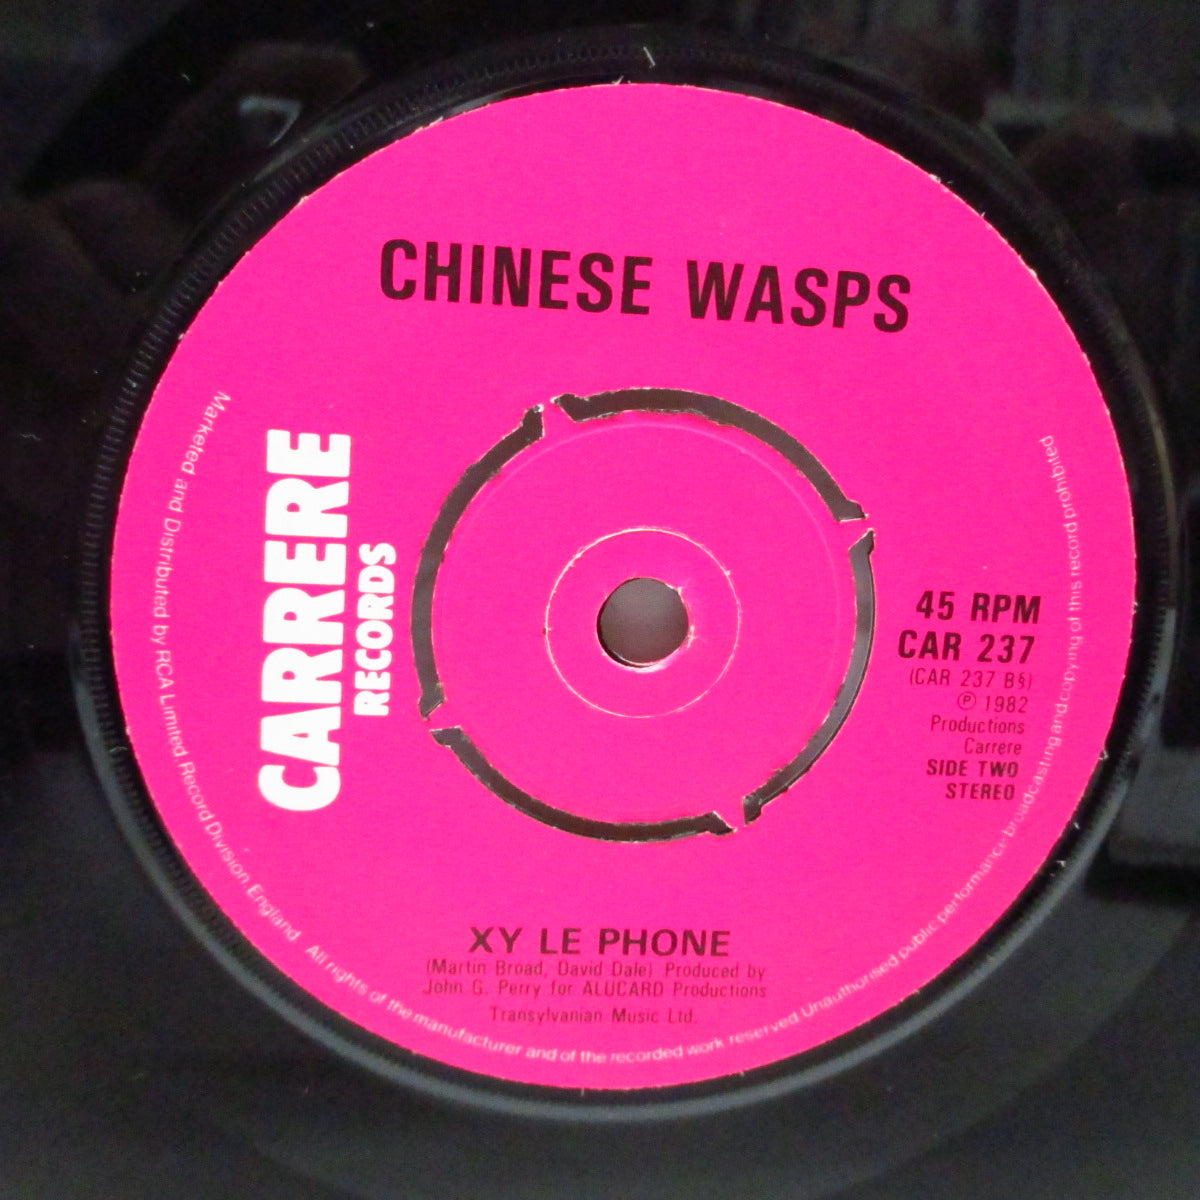 CHINESE WASPS
CARRERE
RECORDS
45 RPM
CAR 237
(CAR 237 B§)
℗ 1982
Productions
Carrere
SIDE TWO
STEREO
XY LE PHONE
(Martin Broad, David Dale) Produced by
John G. Perry for ALUCARD Productions
Transylvanian Music Ltd.
Marketed and Distributed by RCA Limited Record Division England All rights of the manufacturer and of the recorded work reserved Unauthorised public performance broadcasting and copying of this record prohibited